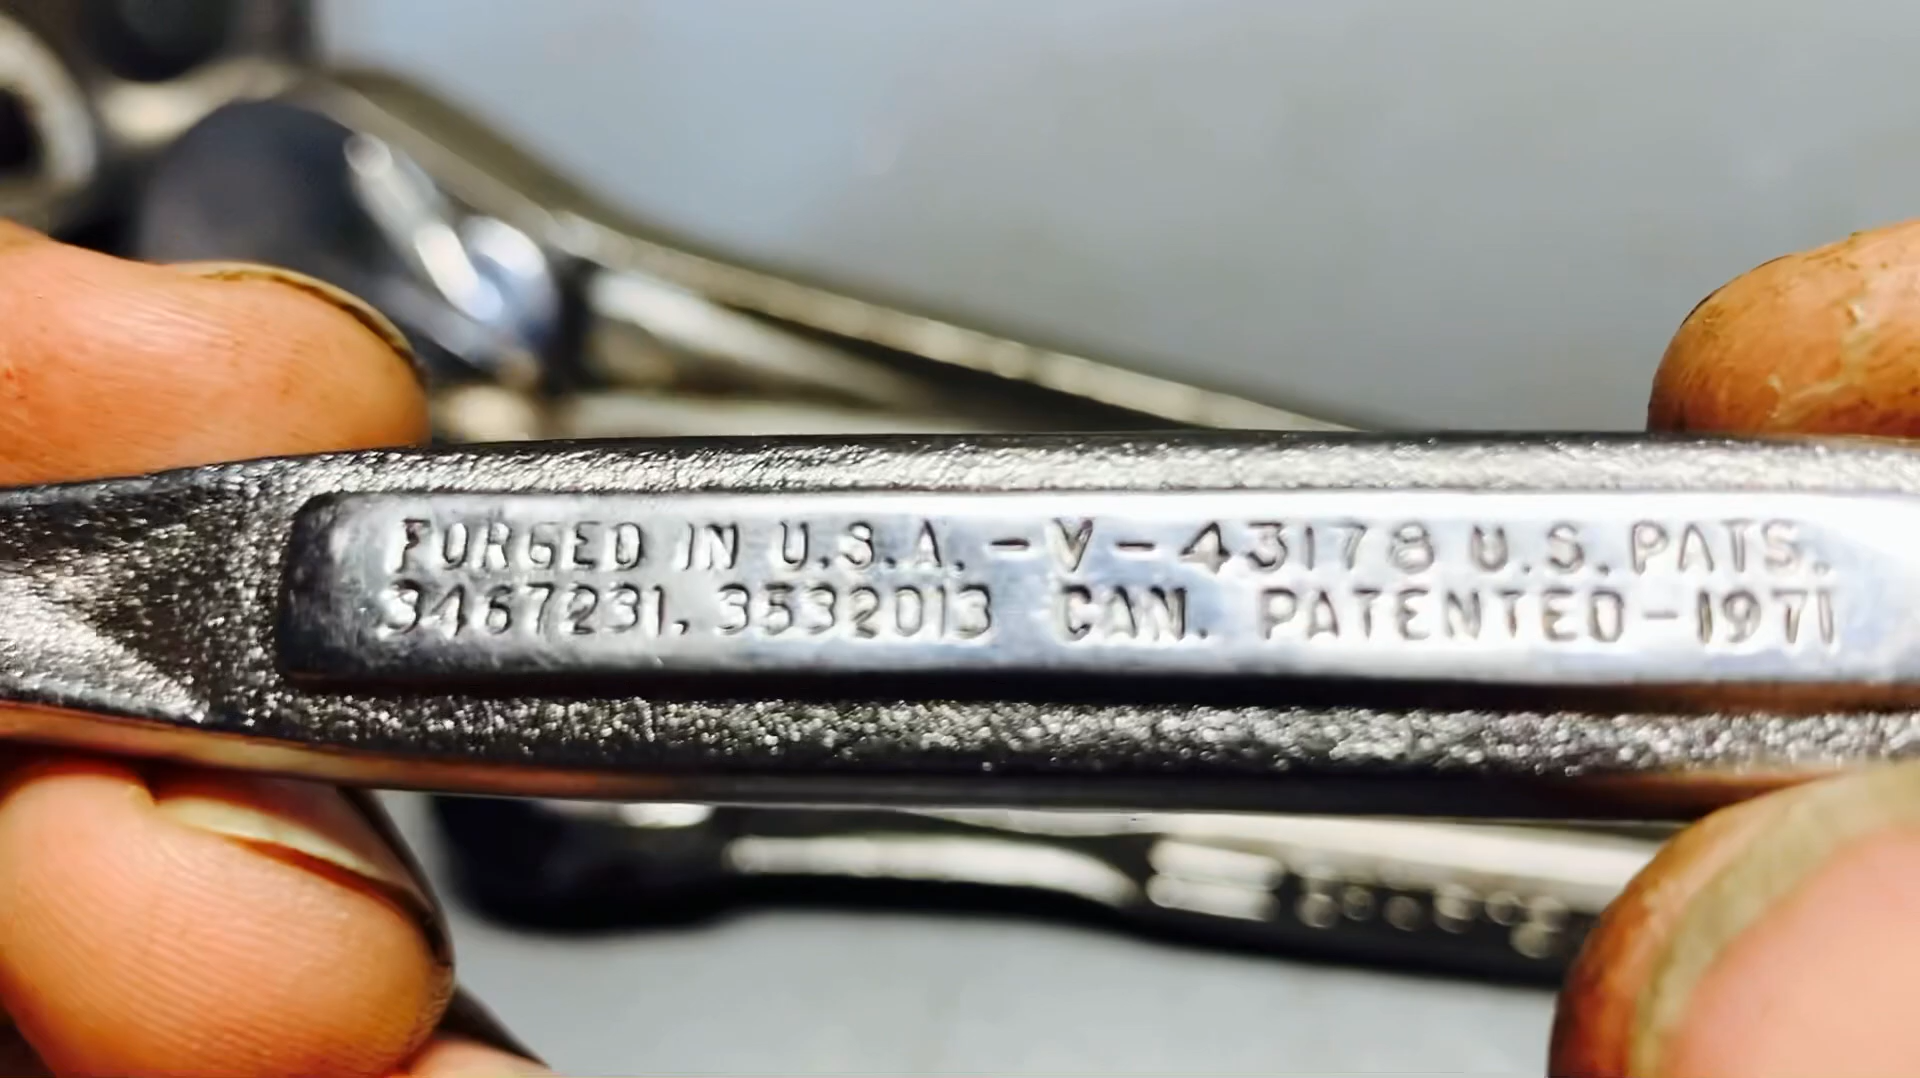 FORGED IN U.S.A. -V-43178 U.S. PATS.
3467231, 3532013 CAN. PATENTED-1971